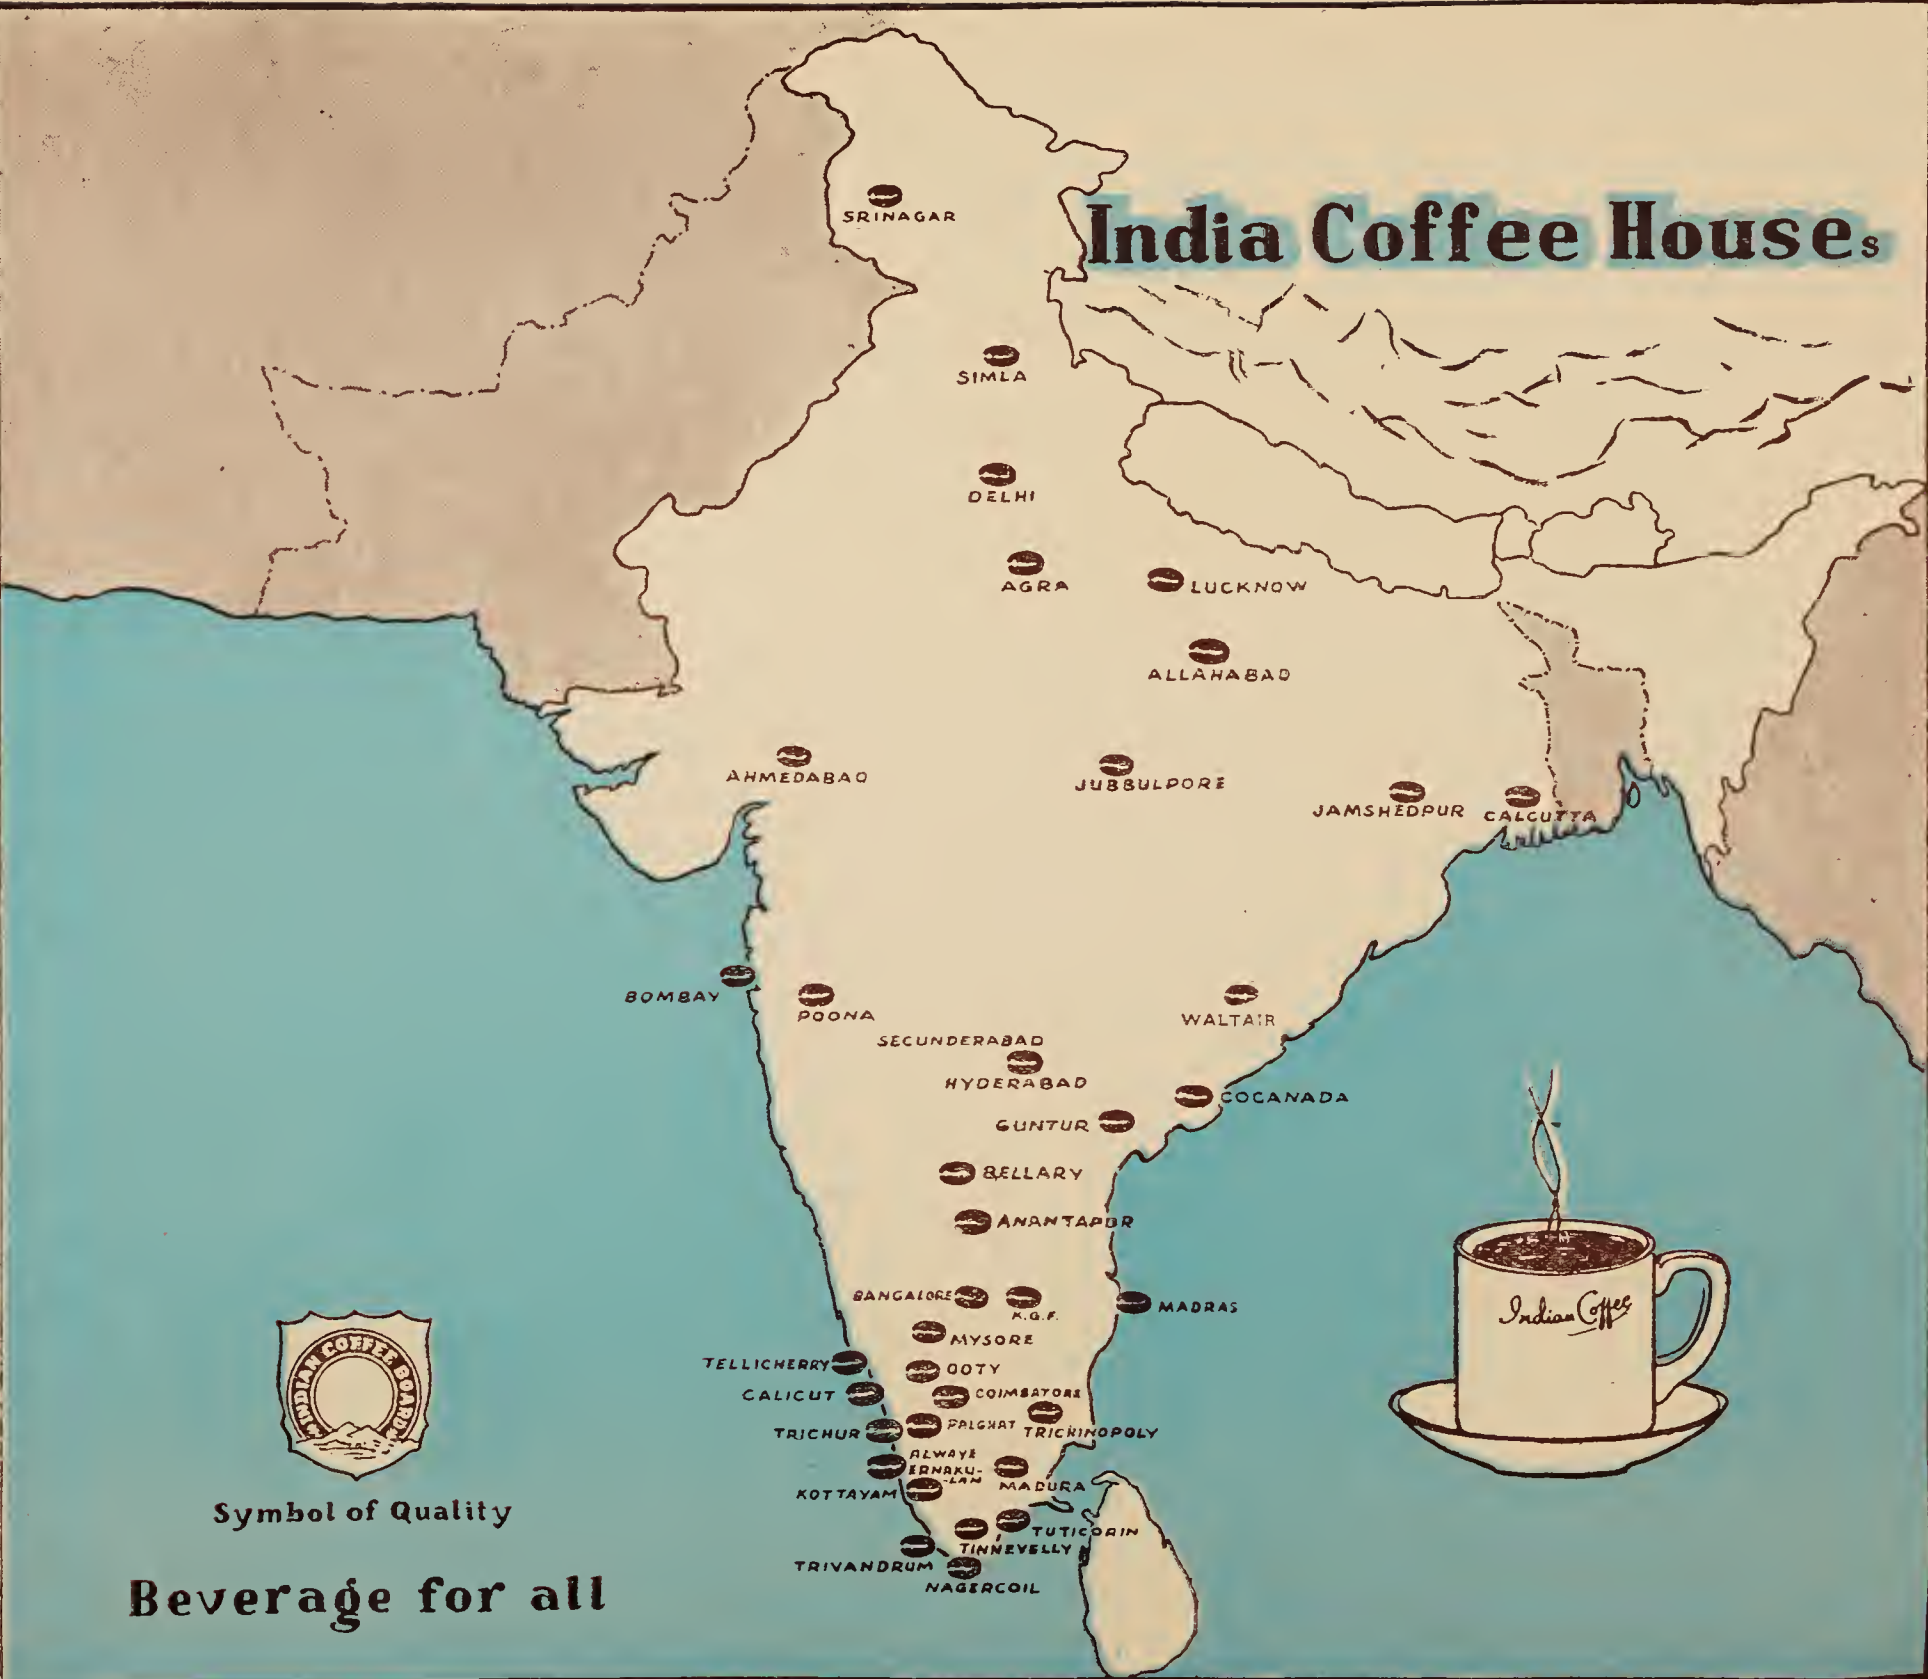 SRINAGAR
India Coffee Houses
SIMLA
DELHI
AGRA
LUCKNOW
ALLAHABAD
AHMEDABAD
JUBBULPORE
JAMSHEDPUR
CALCUTTA
BOMBAY
POONA
WALTAIR
SECUNDERABAD
HYDERABAD
COCANADA
GUNTUR
BELLARY
ANANTAPUR
BANGALORE
K.G.F.
MADRAS
MYSORE
TELLICHERRY
OOTY
CALICUT
COIMBATORE
TRICHUR
PALGHAT
TRICHINOPOLY
ALWAYE
ERNAKU-
-LAM
MADURA
KOTTAYAM
TUTICORIN
TINNEVELLY
TRIVANDRUM
NAGERCOIL
Indian Coffee
INDIAN COFFEE BOARD
Symbol of Quality
Beverage for all